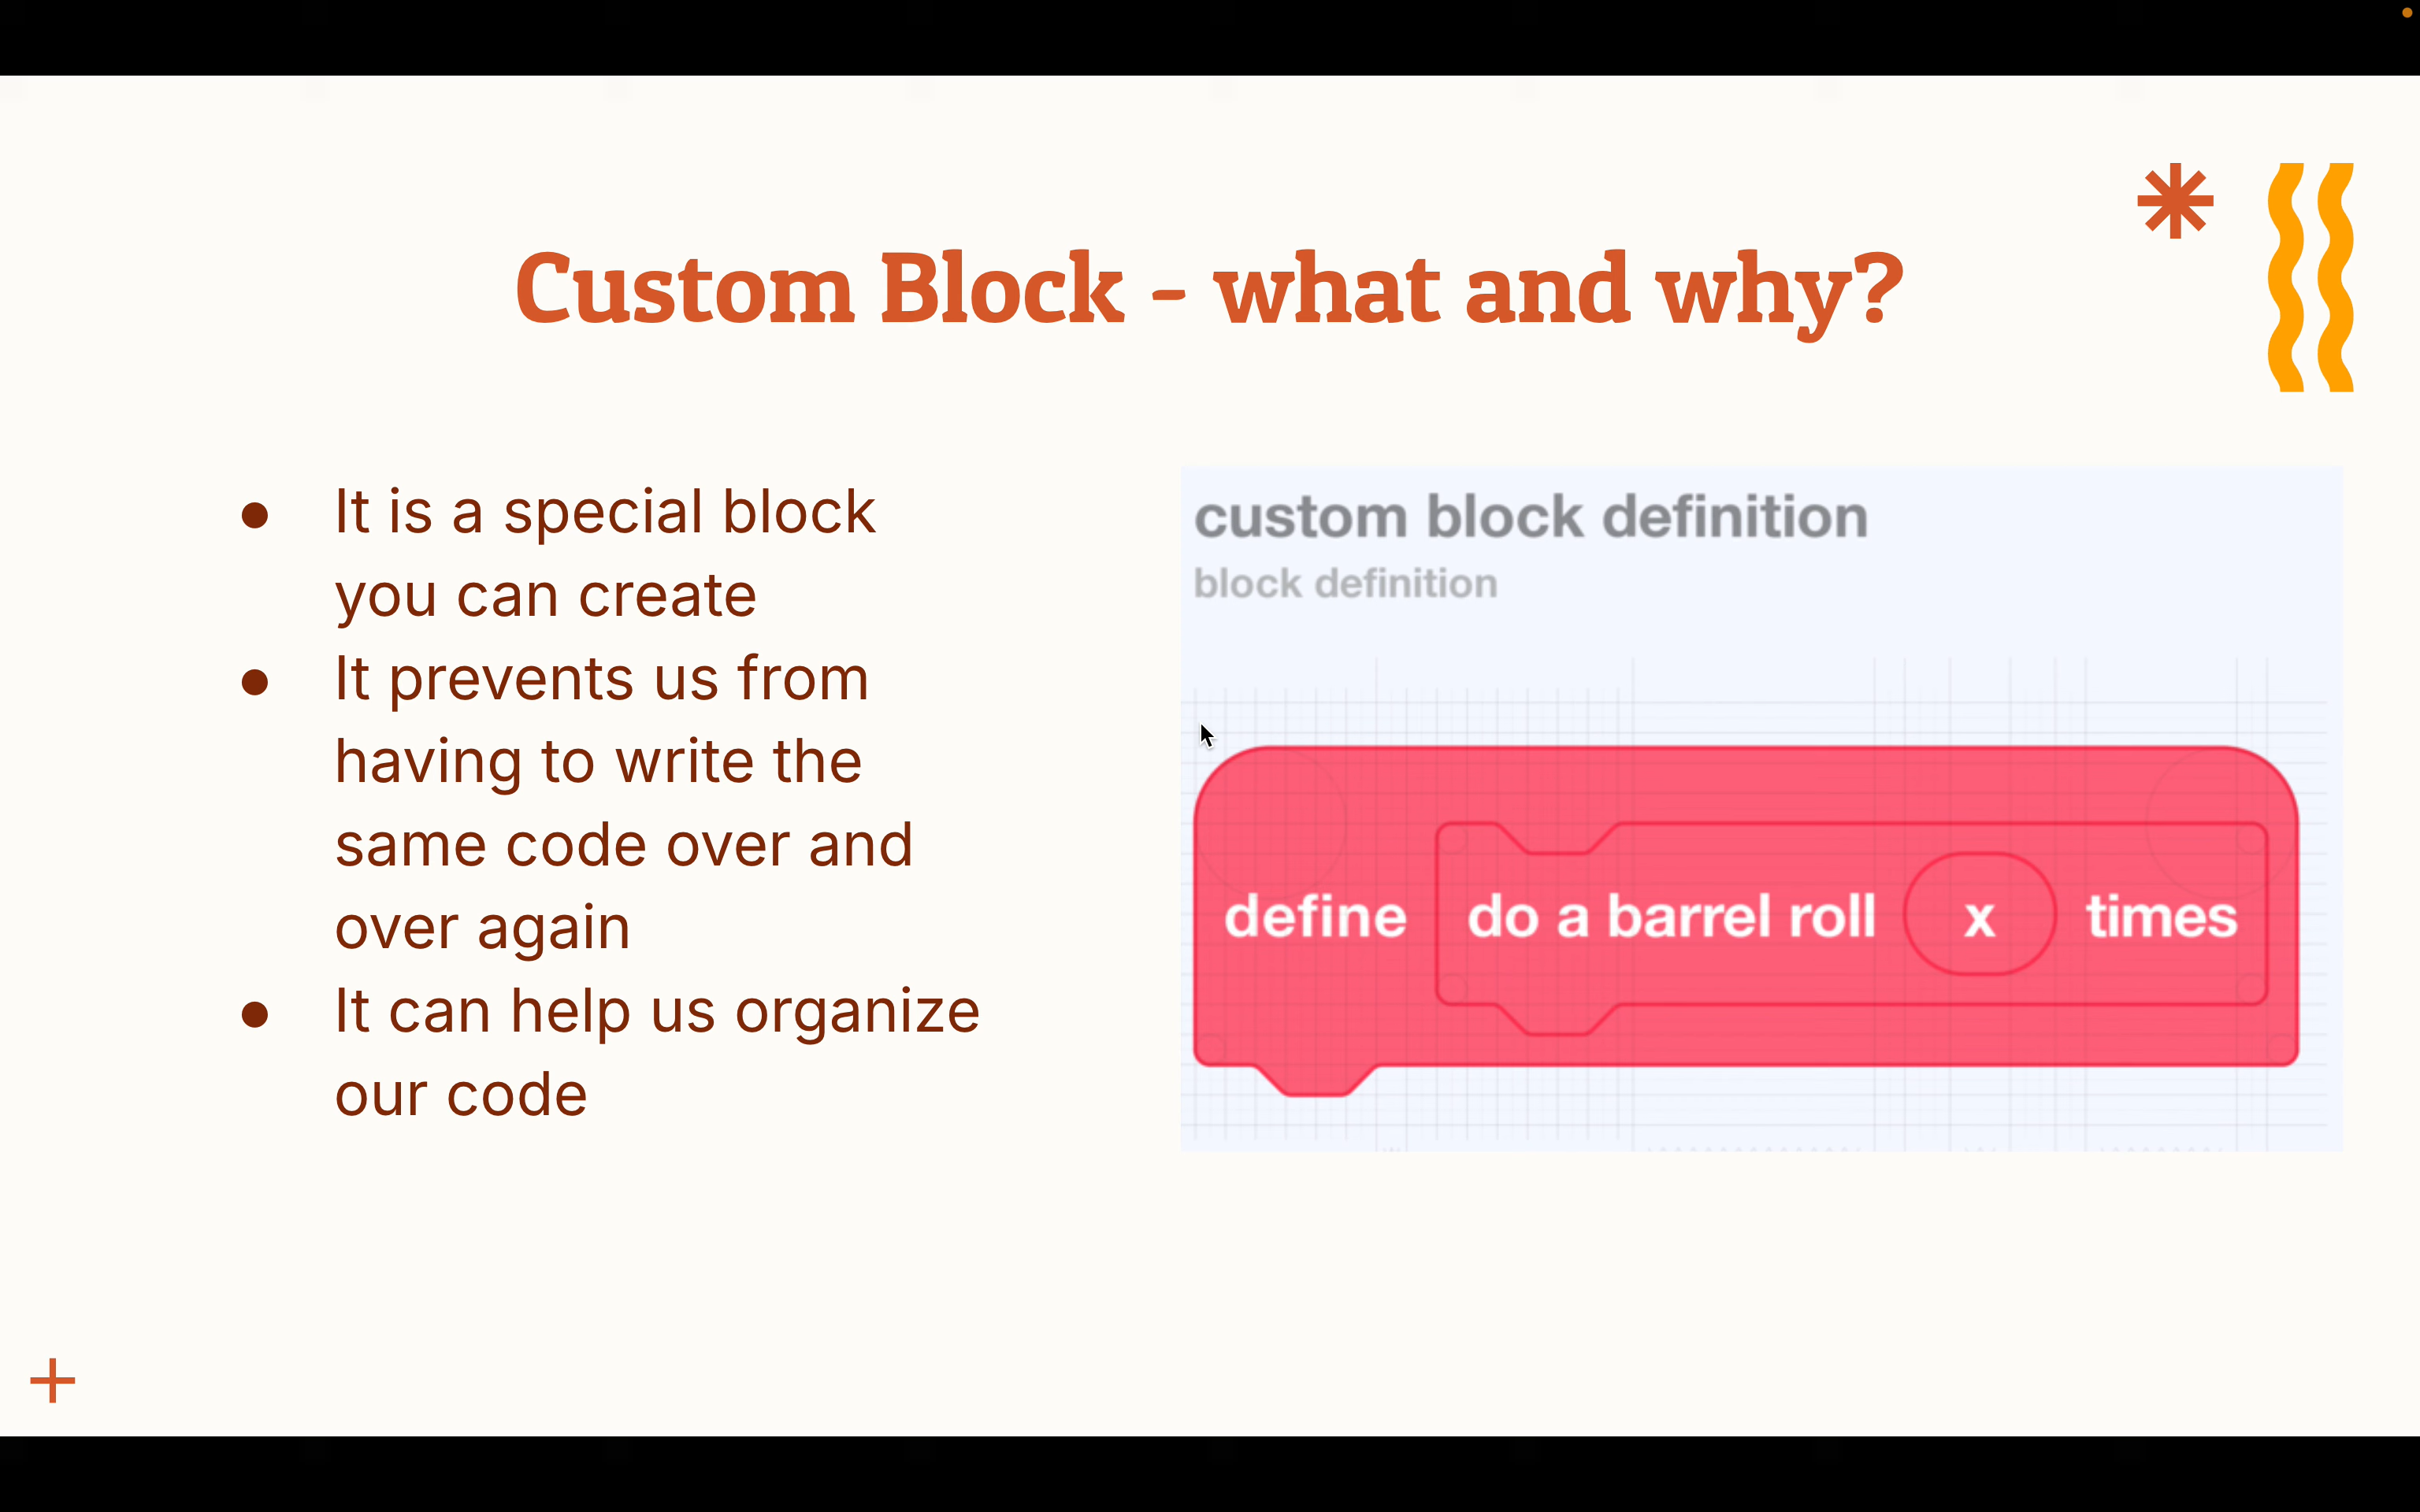 Custom Block - what and why?
● It is a special block
you can create
● It prevents us from
having to write the
same code over and
over again
● It can help us organize
our code
custom block definition
block definition
define do a barrel roll x times